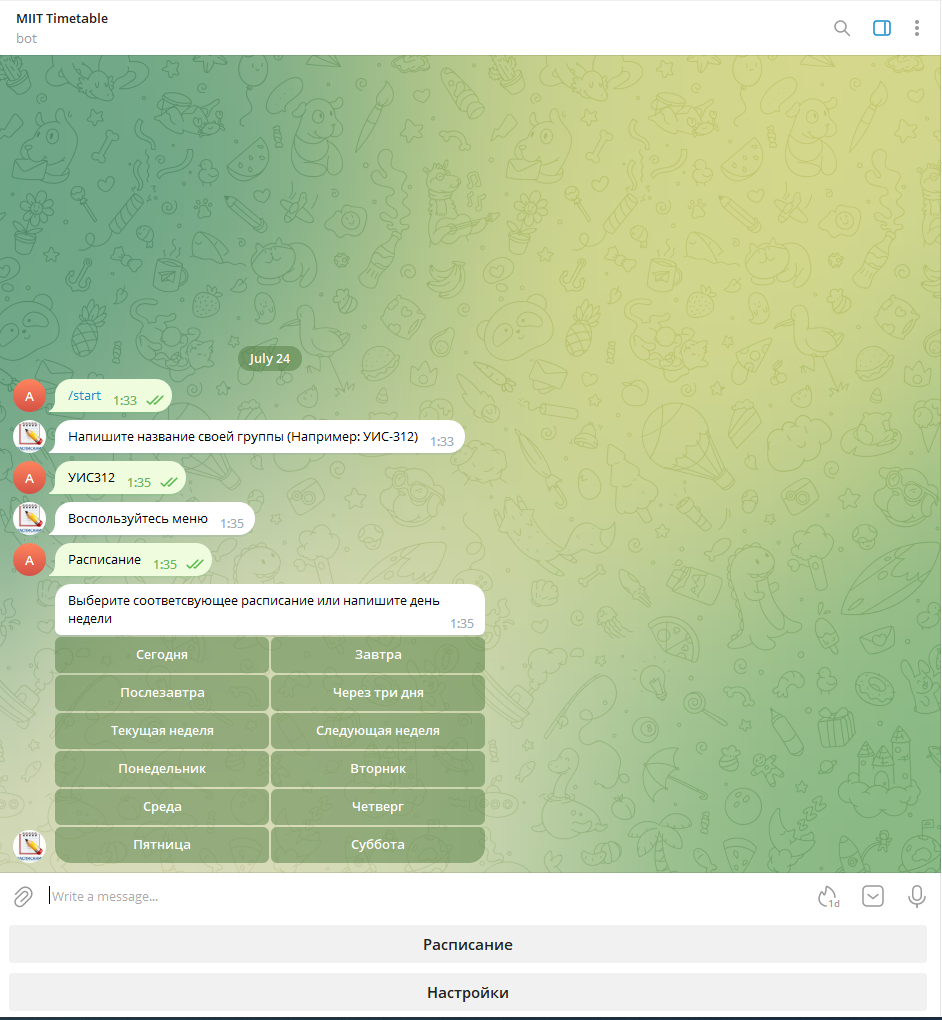 MIIT Timetable
bot
July 24
A
/start 1:33
Напишите название своей группы (Например: УИС-312) 1:33
A
УИС312 1:35
Воспользуйтесь меню 1:35
A
Расписание 1:35
Выберите соответсвующее расписание или напишите день
недели 1:35
Сегодня Завтра
Послезавтра Через три дня
Текущая неделя Следующая неделя
Понедельник Вторник
Среда Четверг
Пятница Суббота
Write a message... 1d
Расписание
Настройки